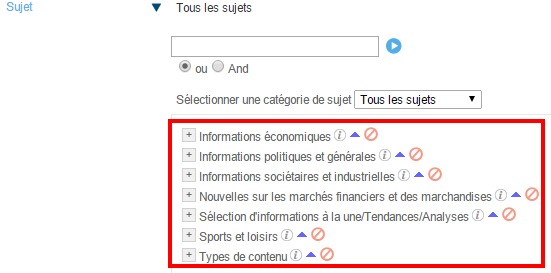 Sujet
Tous les sujets
ou And
Sélectionner une catégorie de sujet Tous les sujets
Informations économiques
Informations politiques et générales
Informations sociétaires et industrielles
Nouvelles sur les marchés financiers et des marchandises
Sélection d'informations à la une/Tendances/Analyses
Sports et loisirs
Types de contenu